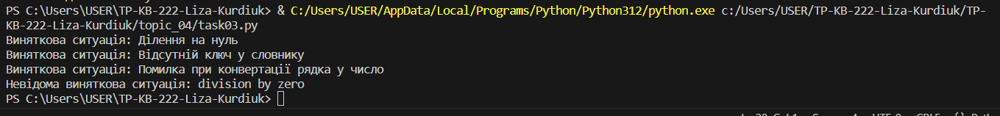 PS C:\Users\USER\TP-KB-222-Liza-Kurdiuk> & C:/Users/USER/AppData/Local/Programs/Python/Python312/python.exe c:/Users/USER/TP-KB-222-Liza-Kurdiuk/TP-
KB-222-Liza-Kurdiuk/topic_04/task03.py
Виняткова ситуація: Ділення на нуль
Виняткова ситуація: Відсутній ключ у словнику
Виняткова ситуація: Помилка при конвертації рядка у число
Невідома виняткова ситуація: division by zero
PS C:\Users\USER\TP-KB-222-Liza-Kurdiuk>